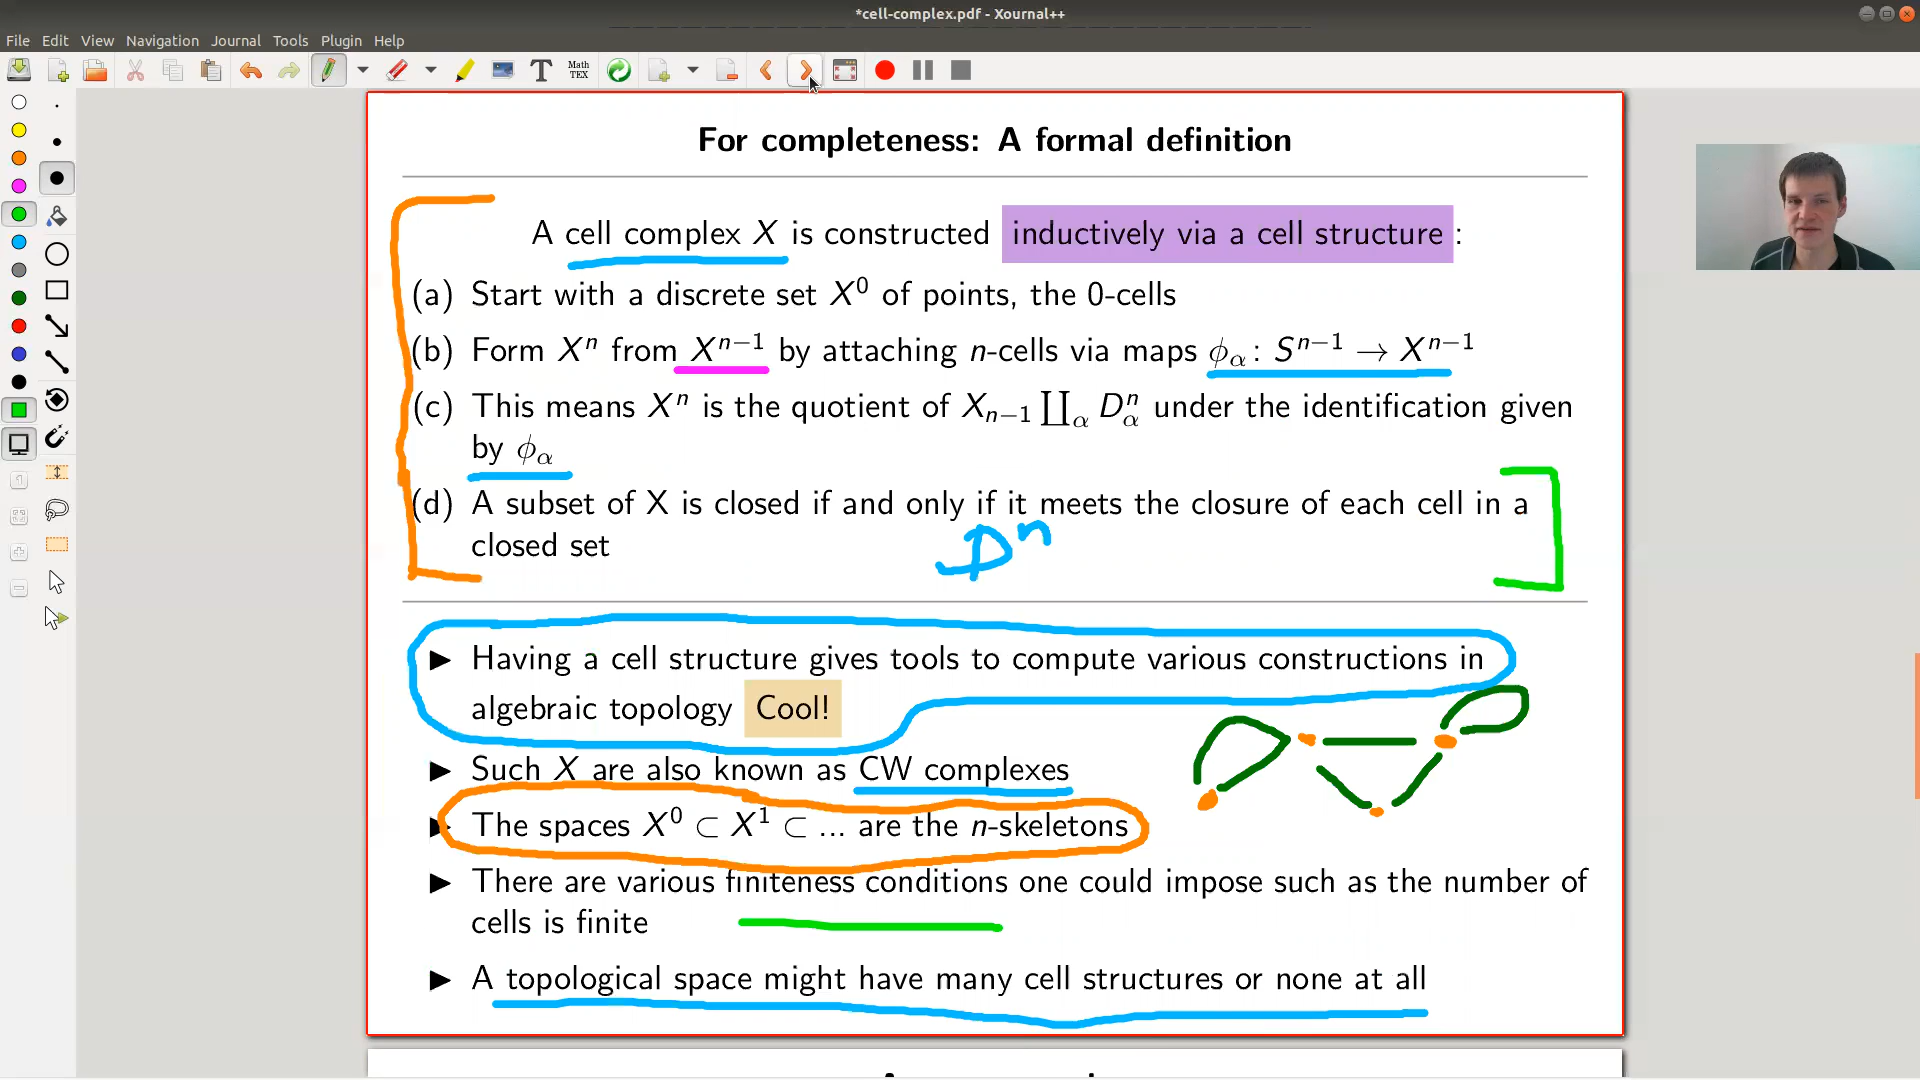 *cell-complex.pdf - Xournal++
File Edit View Navigation Journal Tools Plugin Help
Math
TEX
For completeness: A formal definition
A cell complex X is constructed inductively via a cell structure :
(a) Start with a discrete set X⁰ of points, the 0-cells
(b) Form Xⁿ from Xⁿ⁻¹ by attaching n-cells via maps ϕ_α: Sⁿ⁻¹ → Xⁿ⁻¹
(c) This means Xⁿ is the quotient of X_{n−1} ∐_α D^n_α under the identification given
by ϕ_α
(d) A subset of X is closed if and only if it meets the closure of each cell in a
closed set
Dⁿ
▶ Having a cell structure gives tools to compute various constructions in
algebraic topology Cool!
▶ Such X are also known as CW complexes
▶ The spaces X⁰ ⊂ X¹ ⊂ ... are the n-skeletons
▶ There are various finiteness conditions one could impose such as the number of
cells is finite
▶ A topological space might have many cell structures or none at all